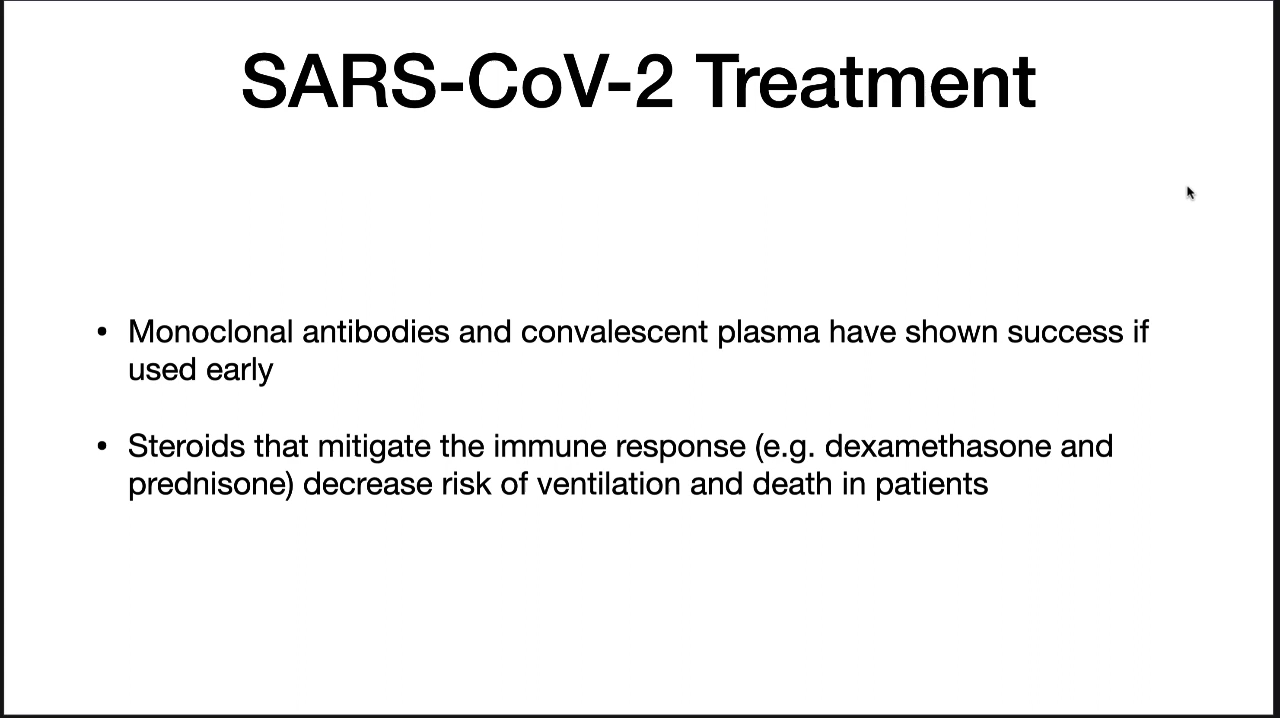 SARS-CoV-2 Treatment
• Monoclonal antibodies and convalescent plasma have shown success if
used early
• Steroids that mitigate the immune response (e.g. dexamethasone and
prednisone) decrease risk of ventilation and death in patients